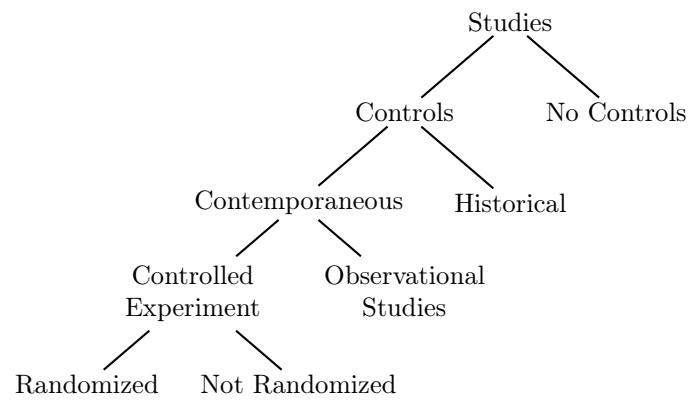 Studies
Controls
No Controls
Contemporaneous
Historical
Controlled
Experiment
Observational
Studies
Randomized
Not Randomized